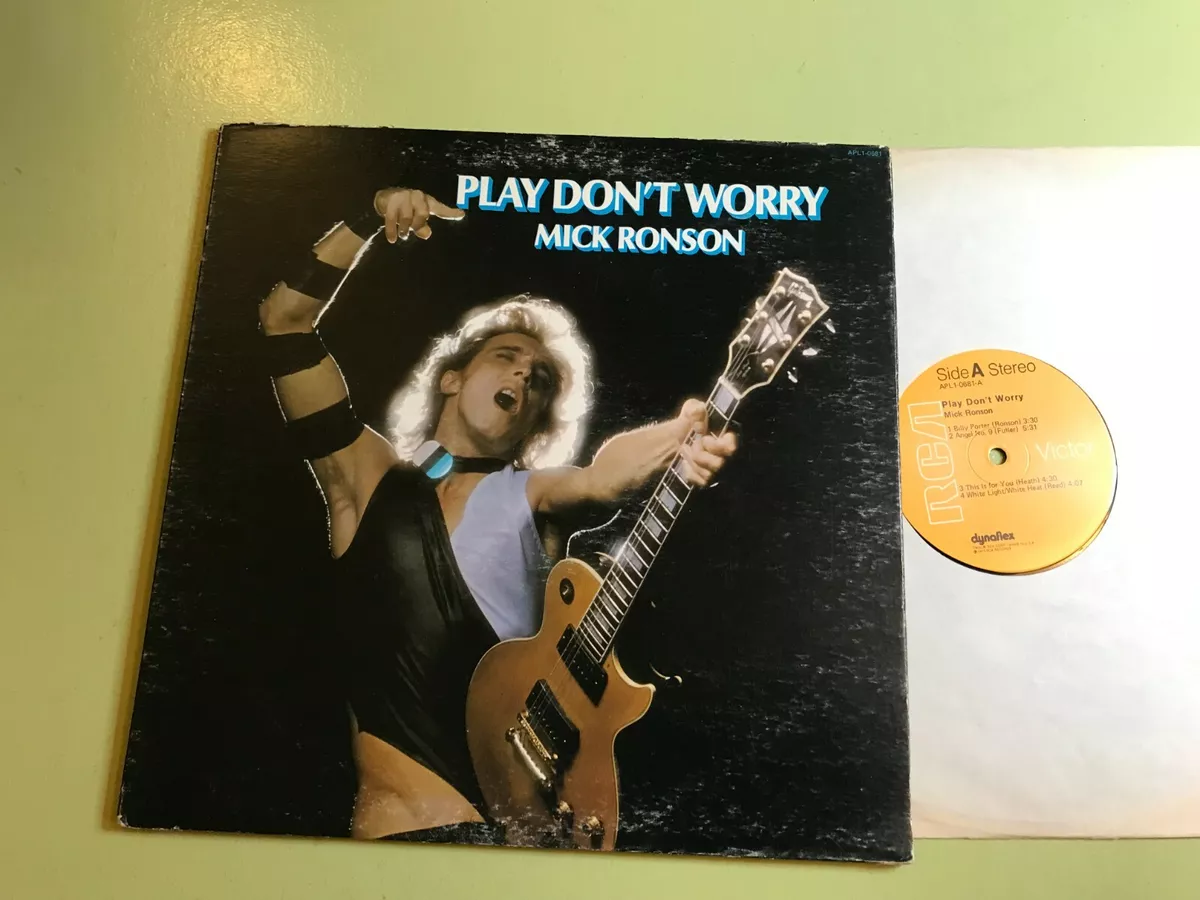 APL1-0681
PLAY DON'T WORRY
MICK RONSON
Gibson
Side A Stereo
APL1-0681-A
Play Don't Worry
Mick Ronson
1 Billy Porter (Ronson) 3:30
2 Angel No. 9 (Fuller) 5:31
RCA Victor
3 This is for You (Heath) 4:30
4 White Light/White Heat (Reed) 4:07
dynaflex